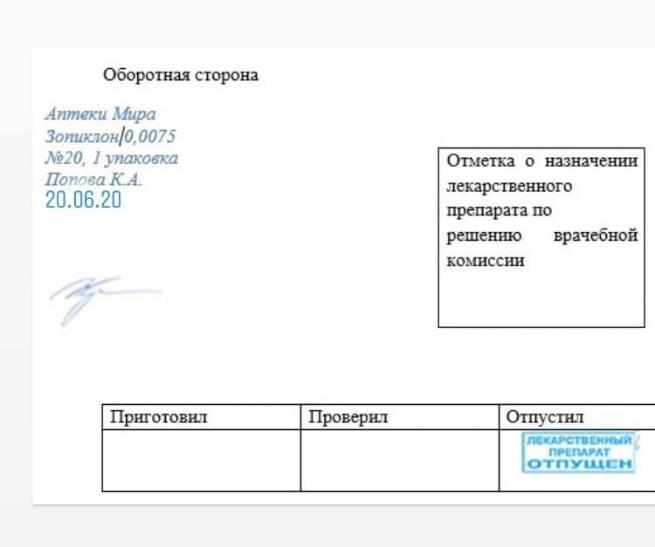 Оборотная сторона
Аптеки Мира
Зопиклон/0,0075
№20, 1 упаковка
Попова К.А.
20.06.20
Отметка о назначении
лекарственного
препарата по
решению врачебной
комиссии
Приготовил Проверил Отпустил
ЛЕКАРСТВЕННЫЙ
ПРЕПАРАТ
ОТПУЩЕН